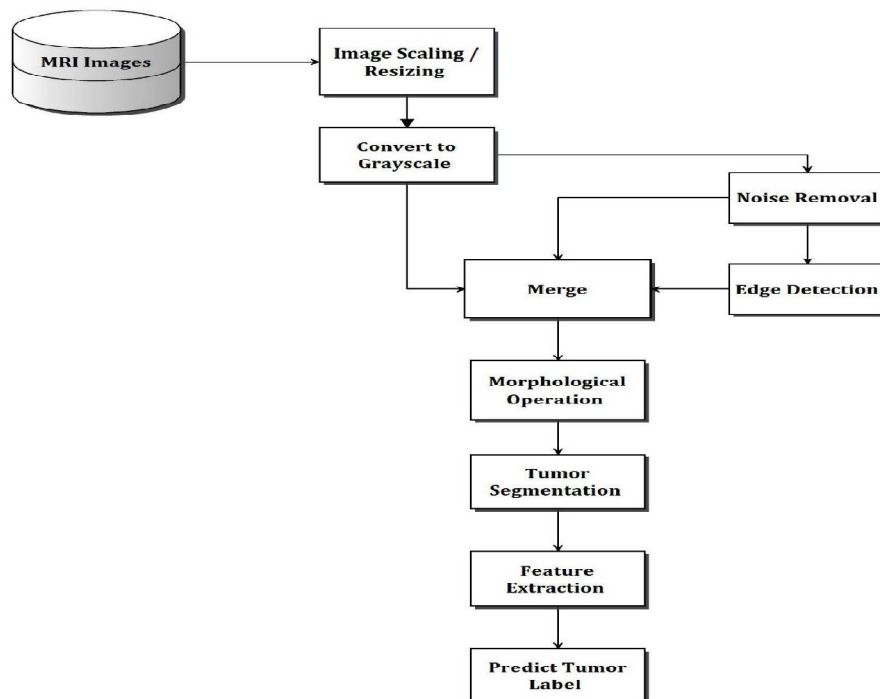 MRI Images
Image Scaling /
Resizing
Convert to
Grayscale
Noise Removal
Merge
Edge Detection
Morphological
Operation
Tumor
Segmentation
Feature
Extraction
Predict Tumor
Label